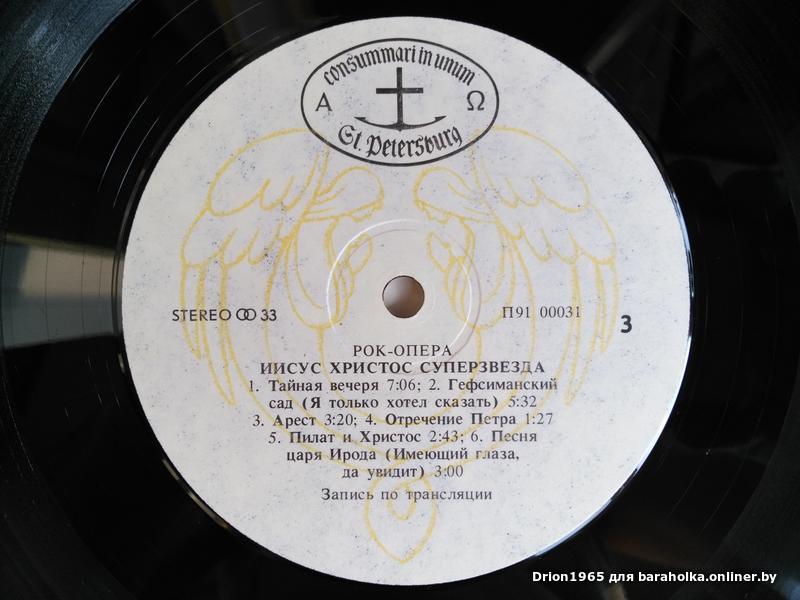 consummari in unum
Α Ω
St. Petersburg
STEREO 33 П91 00031 3
РОК-ОПЕРА
ИИСУС ХРИСТОС СУПЕРЗВЕЗДА
1. Тайная вечеря 7:06; 2. Гефсиманский
сад (Я только хотел сказать) 5:32
3. Арест 3:20; 4. Отречение Петра 1:27
5. Пилат и Христос 2:43; 6. Песня
царя Ирода (Имеющий глаза,
да увидит) 3:00
Запись по трансляции
Drion1965 для baraholka.onliner.by